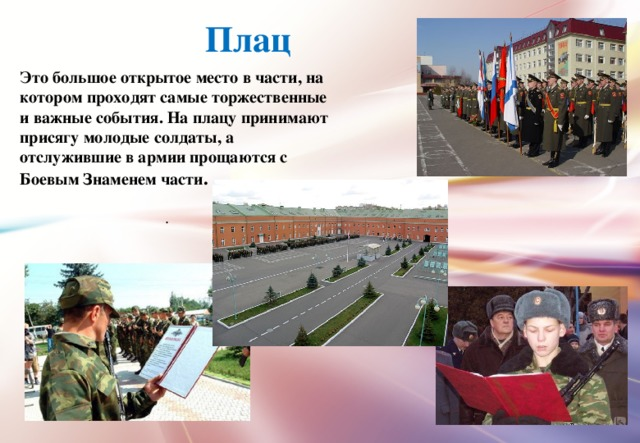 Плац
Это большое открытое место в части, на
котором проходят самые торжественные
и важные события. На плацу принимают
присягу молодые солдаты, а
отслужившие в армии прощаются с
Боевым Знаменем части.
.